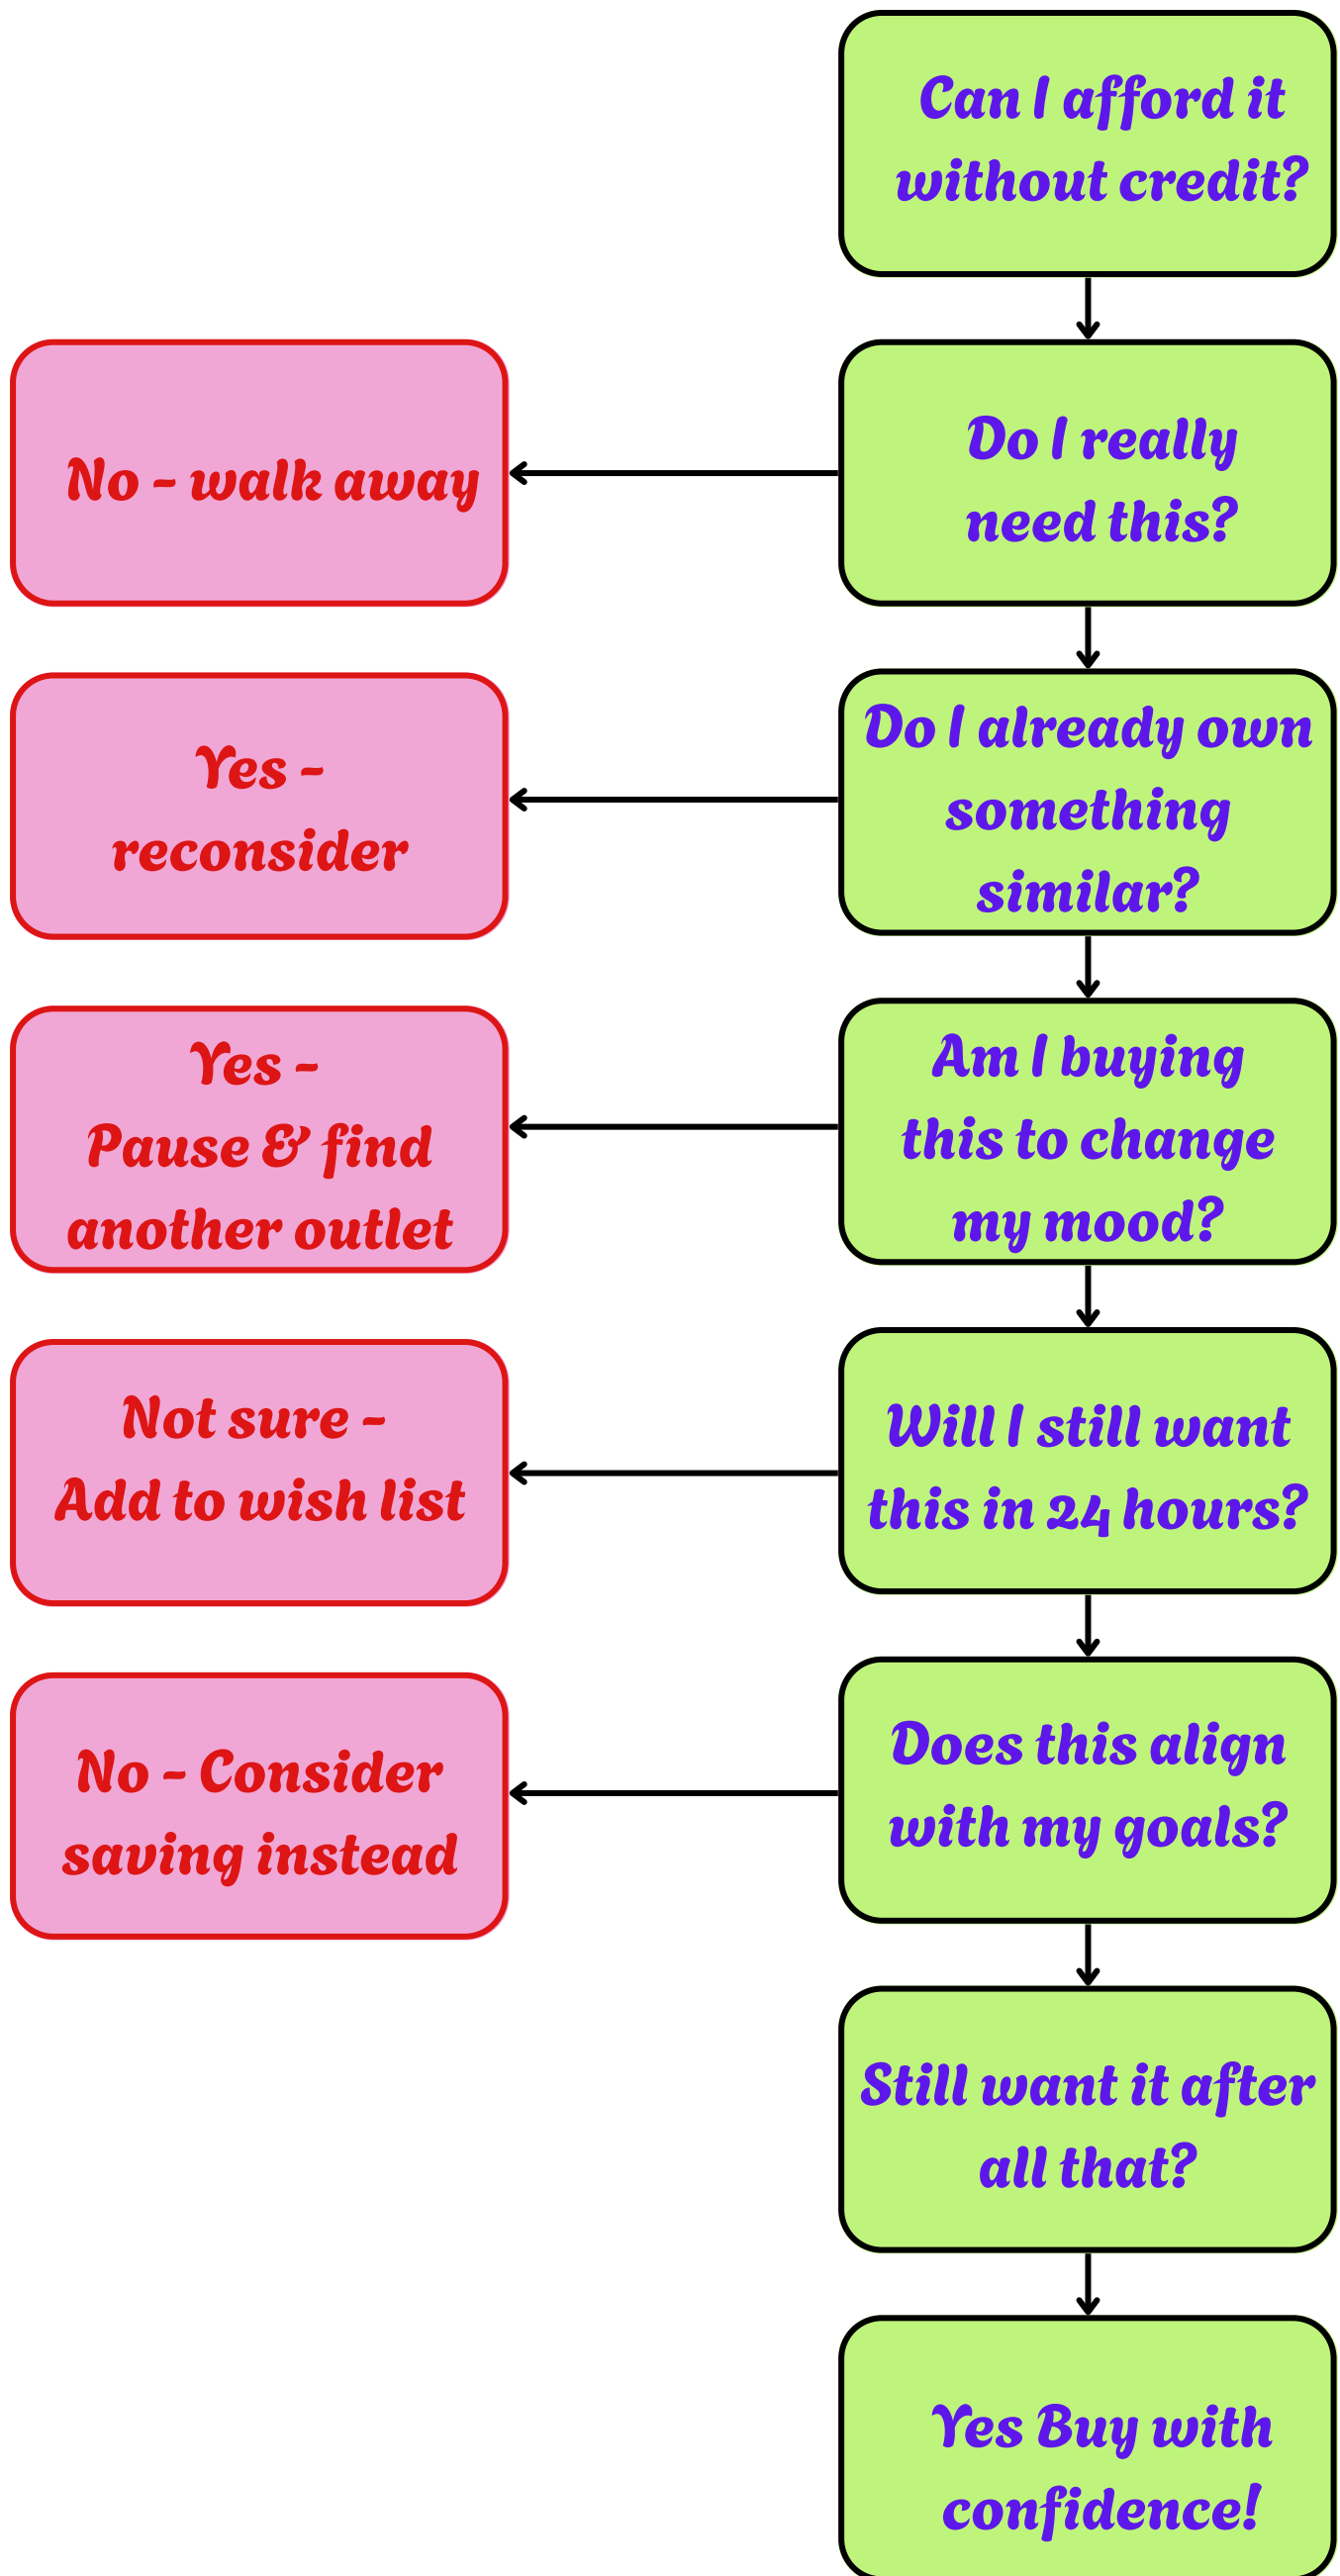 Can I afford it
without credit?
No - walk away
Do I really
need this?
Yes -
reconsider
Do I already own
something
similar?
Yes -
Pause & find
another outlet
Am I buying
this to change
my mood?
Not sure -
Add to wish list
Will I still want
this in 24 hours?
No - Consider
saving instead
Does this align
with my goals?
Still want it after
all that?
Yes Buy with
confidence!